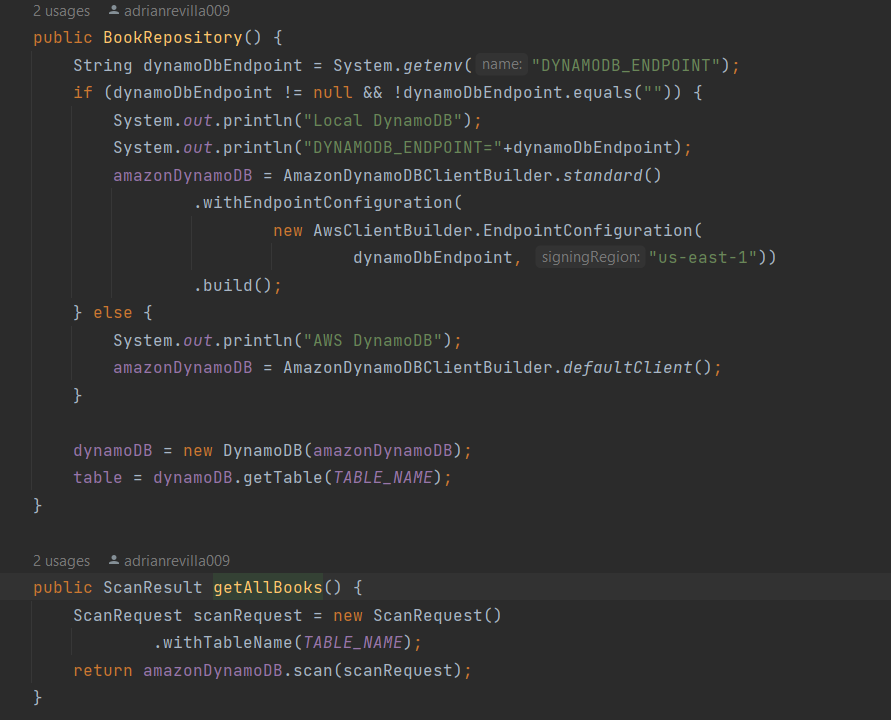 2 usages adrianrevilla009
public BookRepository() {
String dynamoDbEndpoint = System.getenv( name: "DYNAMODB_ENDPOINT");
if (dynamoDbEndpoint != null && !dynamoDbEndpoint.equals("")) {
System.out.println("Local DynamoDB");
System.out.println("DYNAMODB_ENDPOINT="+dynamoDbEndpoint);
amazonDynamoDB = AmazonDynamoDBClientBuilder.standard()
.withEndpointConfiguration(
new AwsClientBuilder.EndpointConfiguration(
dynamoDbEndpoint, signingRegion: "us-east-1"))
.build();
} else {
System.out.println("AWS DynamoDB");
amazonDynamoDB = AmazonDynamoDBClientBuilder.defaultClient();
}
dynamoDB = new DynamoDB(amazonDynamoDB);
table = dynamoDB.getTable(TABLE_NAME);
}
2 usages adrianrevilla009
public ScanResult getAllBooks() {
ScanRequest scanRequest = new ScanRequest()
.withTableName(TABLE_NAME);
return amazonDynamoDB.scan(scanRequest);
}